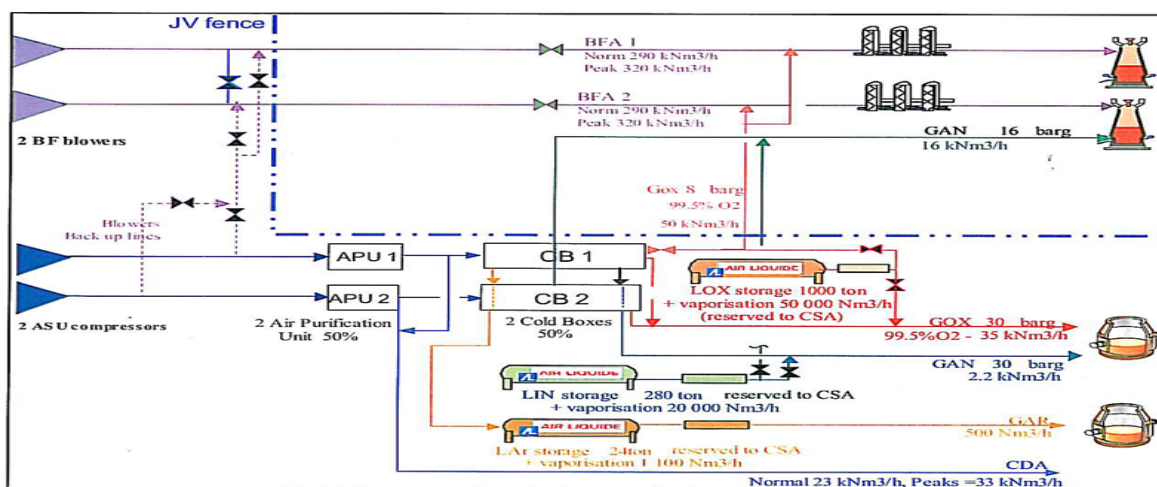 JV fence
BFA 1
Norm 290 kNm3/h
Peak 320 kNm3/h
BFA 2
Norm 290 kNm3/h
Peak 320 kNm3/h
2 BF blowers
GAN 16 barg
16 kNm3/h
Gox 8 barg
99.5% O2
50 kNm3/h
Blowers
Back up lines
APU 1
CB 1
AIR LIQUIDE
LOX storage 1000 ton
+ vaporisation 50 000 Nm3/h
(reserved to CSA)
APU 2
CB 2
2 ASU compressors
2 Air Purification
Unit 50%
2 Cold Boxes
50%
GOX 30 barg
99.5%O2 - 35 kNm3/h
GAN 30 barg
2.2 kNm3/h
AIR LIQUIDE
LIN storage 280 ton reserved to CSA
+ vaporisation 20 000 Nm3/h
AIR LIQUIDE
GAR
500 Nm3/h
LAr storage 24ton reserved to CSA
+ vaporisation 1 100 Nm3/h
CDA
Normal 23 kNm3/h, Peaks =33 kNm3/h